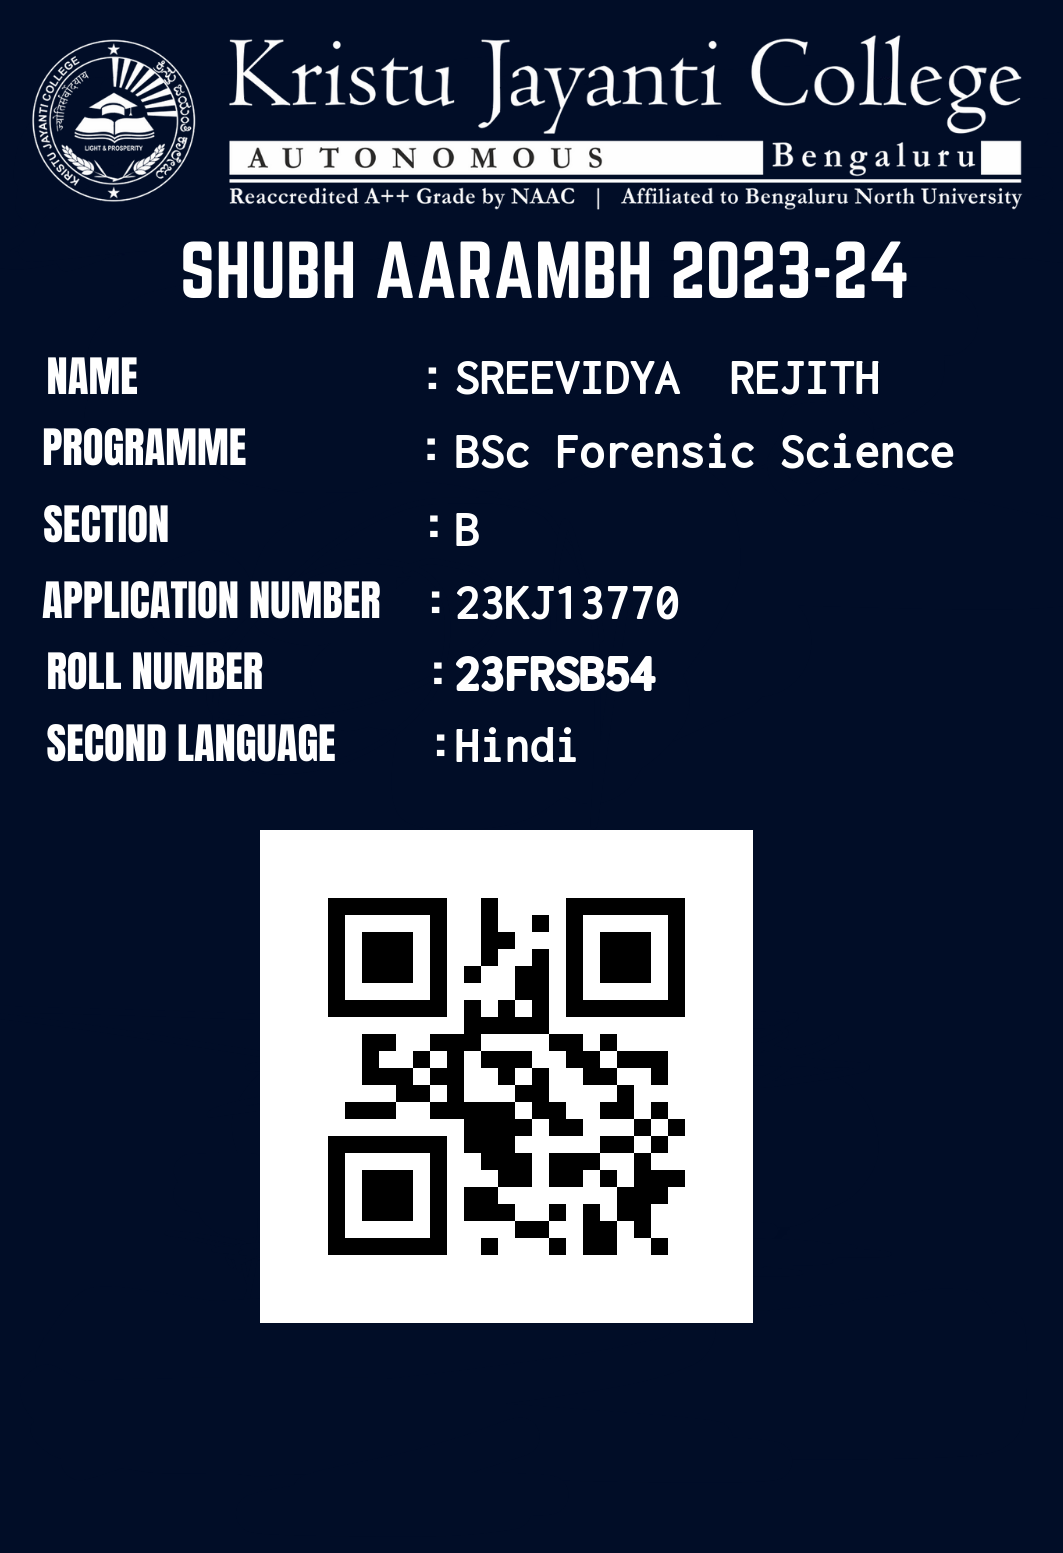 KRISTU JAYANTI COLLEGE
LIGHT & PROSPERITY
Kristu Jayanti College
AUTONOMOUS Bengaluru
Reaccredited A++ Grade by NAAC | Affiliated to Bengaluru North University
SHUBH AARAMBH 2023-24
NAME : SREEVIDYA REJITH
PROGRAMME : BSc Forensic Science
SECTION : B
APPLICATION NUMBER : 23KJ13770
ROLL NUMBER : 23FRSB54
SECOND LANGUAGE : Hindi